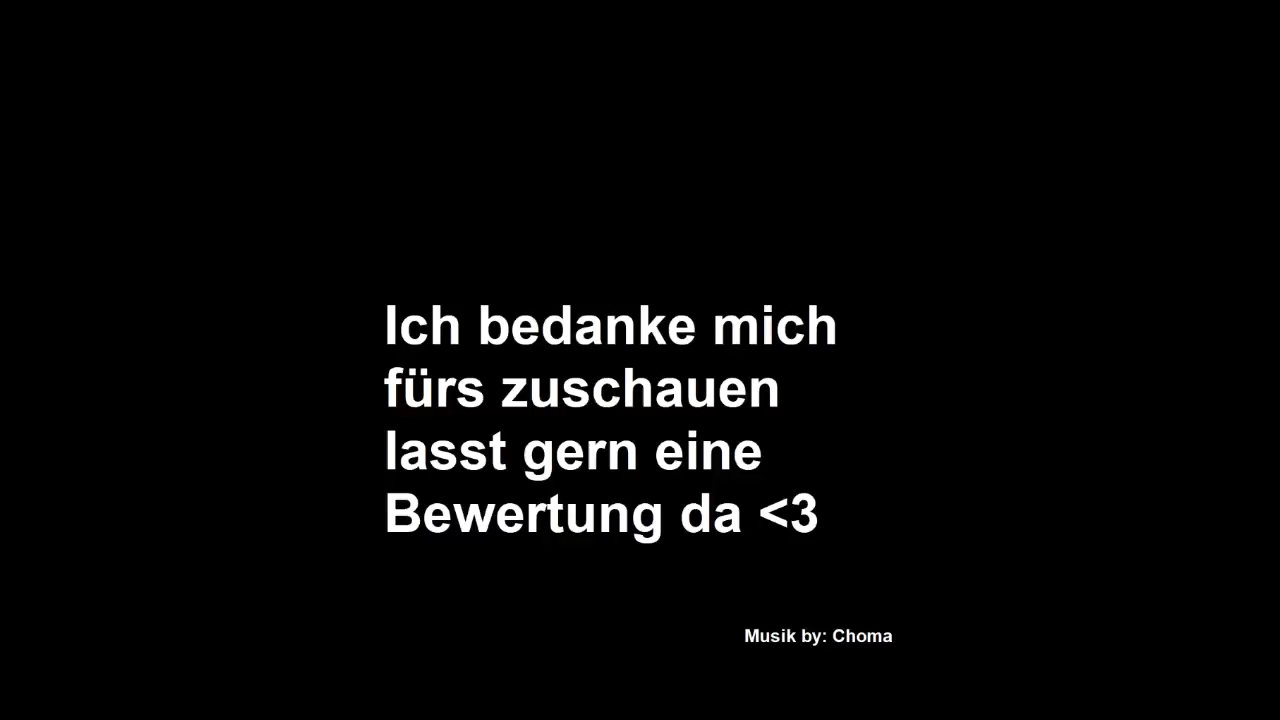 Ich bedanke mich
fürs zuschauen
lasst gern eine
Bewertung da <3
Musik by: Choma